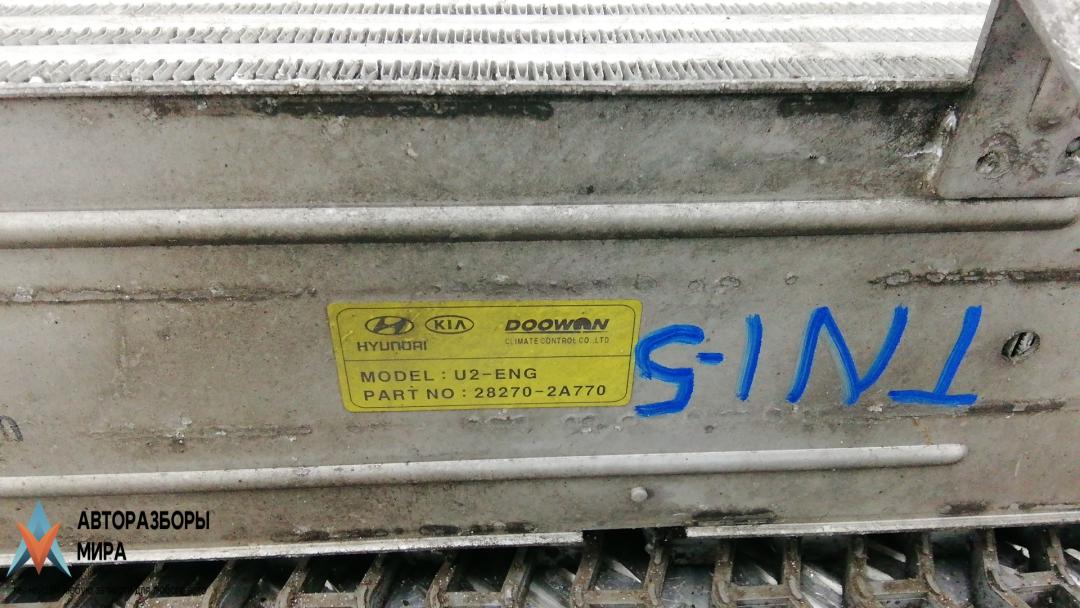 HYUNDAI KIA DOOWON
CLIMATE CONTROL CO.,LTD
MODEL : U2-ENG
PART NO : 28270-2A770
TN1-5
АВТОРАЗБОРЫ
МИРА